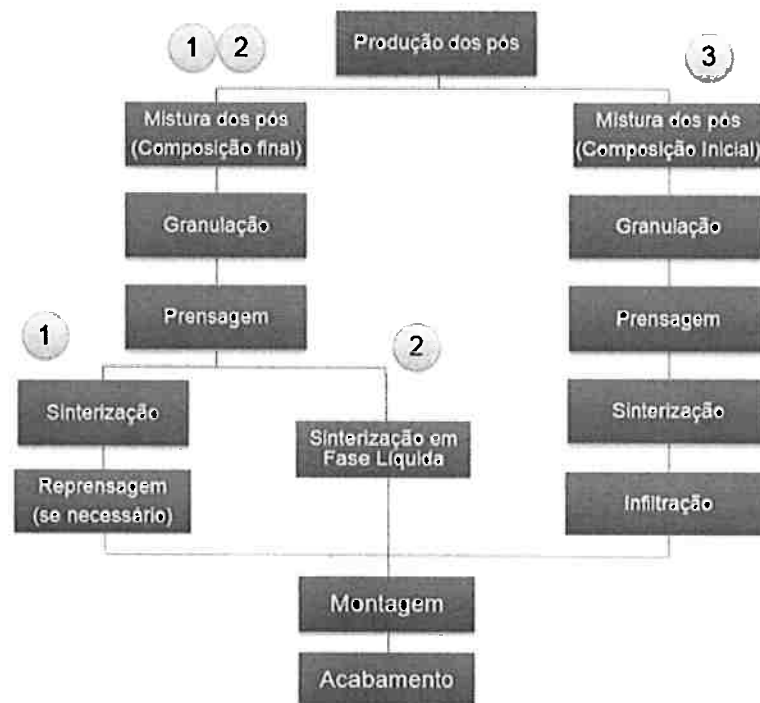 1 2
Produção dos pós
3
Mistura dos pós
(Composição final)
Mistura dos pós
(Composição Inicial)
Granulação
Granulação
Prensagem
Prensagem
1
2
Sinterização
Sinterização em
Fase Líquida
Sinterização
Reprensagem
(se necessário)
Infiltração
Montagem
Acabamento